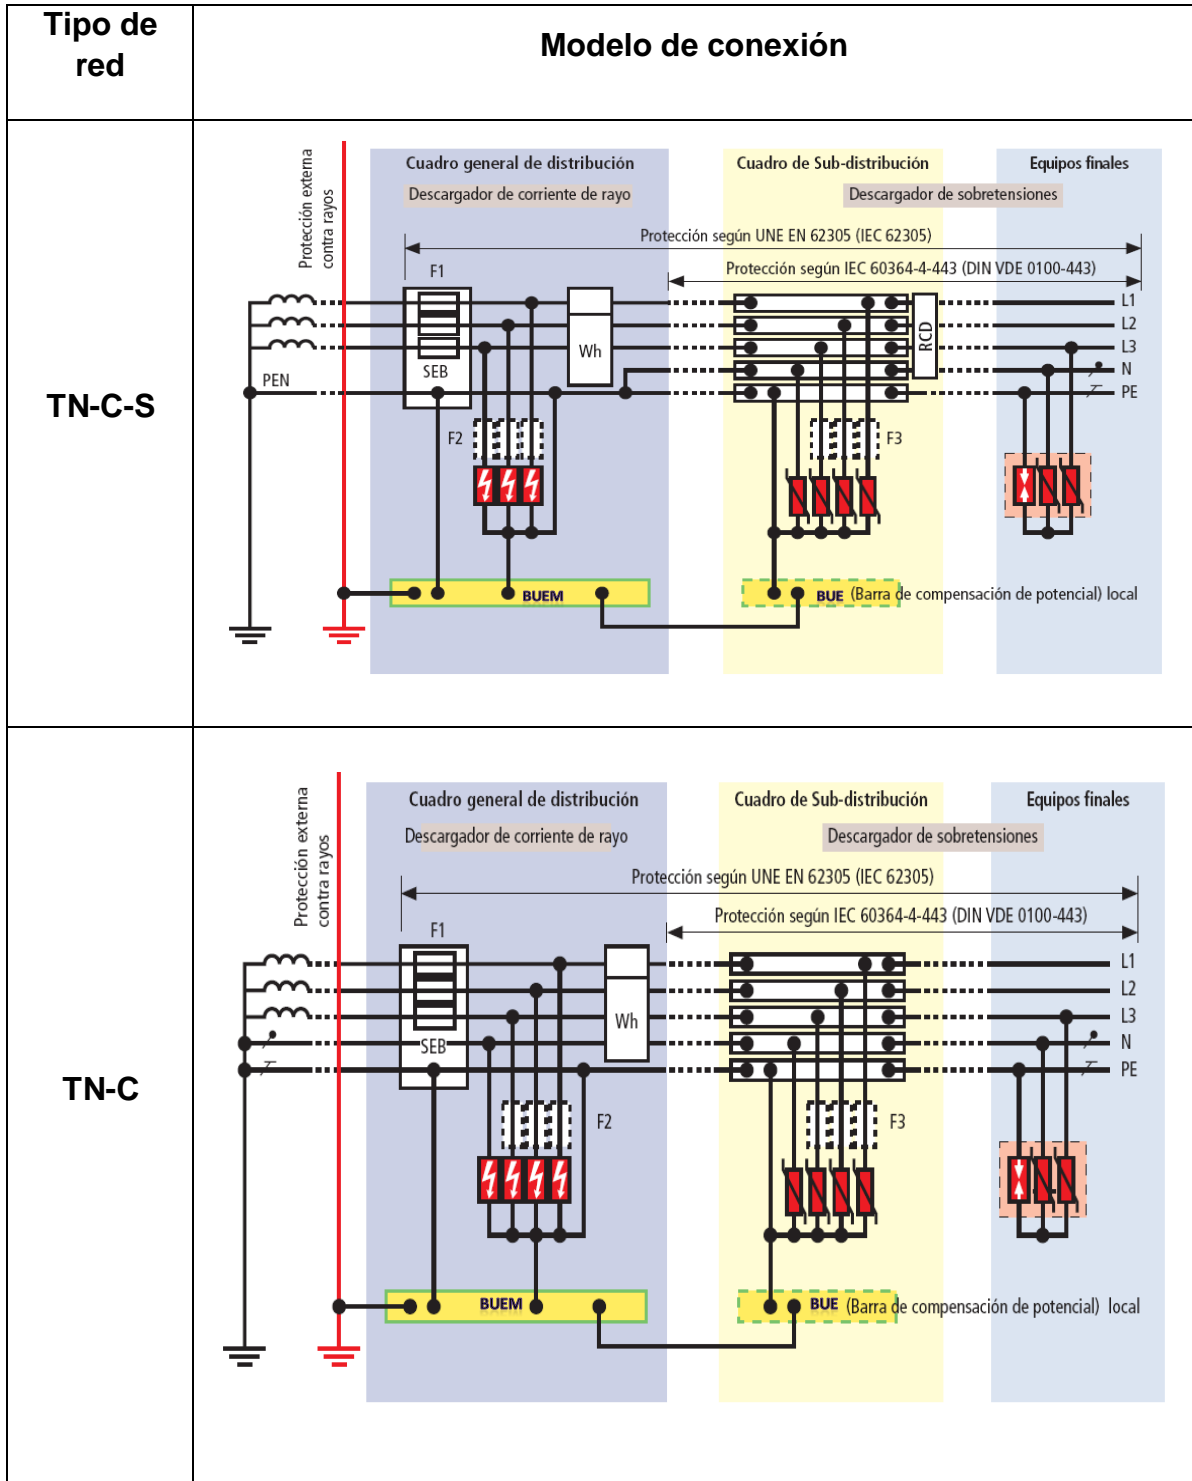 Tipo de
red
Modelo de conexión
TN-C-S
Protección externa
contra rayos
Cuadro general de distribución
Descargador de corriente de rayo
Cuadro de Sub-distribución
Descargador de sobretensiones
Equipos finales
Protección según UNE EN 62305 (IEC 62305)
Protección según IEC 60364-4-443 (DIN VDE 0100-443)
F1
L1
L2
Wh
RCD
L3
SEB
N
PEN
PE
F2
F3
BUEM
BUE (Barra de compensación de potencial) local
TN-C
Protección externa
contra rayos
Cuadro general de distribución
Descargador de corriente de rayo
Cuadro de Sub-distribución
Descargador de sobretensiones
Equipos finales
Protección según UNE EN 62305 (IEC 62305)
Protección según IEC 60364-4-443 (DIN VDE 0100-443)
F1
L1
L2
Wh
L3
SEB
N
PE
F2
F3
BUEM
BUE (Barra de compensación de potencial) local